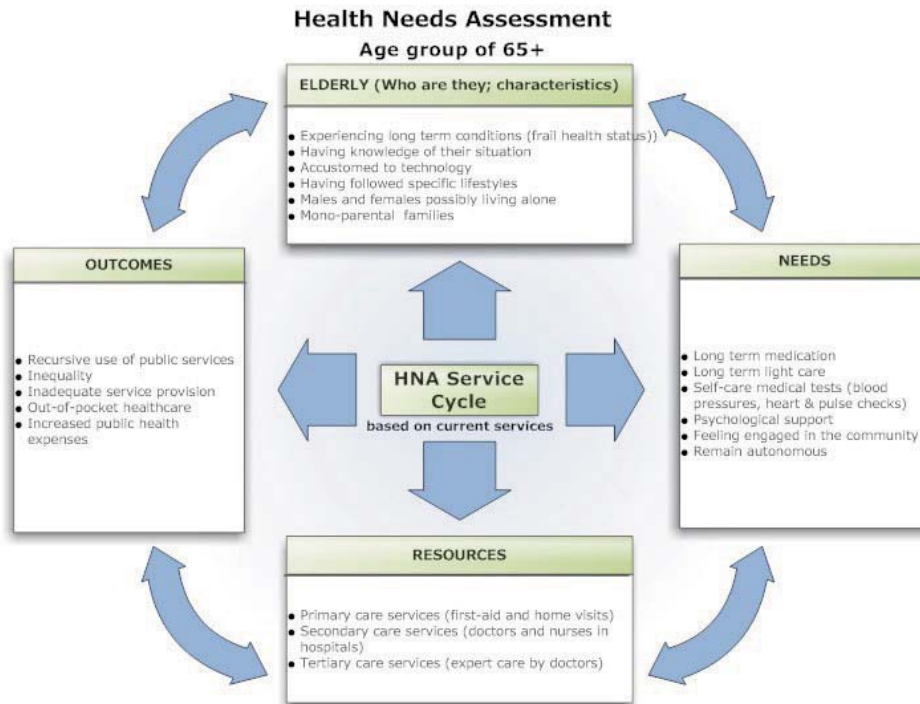 Health Needs Assessment
Age group of 65+
ELDERLY (Who are they; characteristics)
● Experiencing long term conditions (frail health status))
● Having knowledge of their situation
● Accustomed to technology
● Having followed specific lifestyles
● Males and females possibly living alone
● Mono-parental families
OUTCOMES
● Recursive use of public services
● Inequality
● Inadequate service provision
● Out-of-pocket healthcare
● Increased public health
expenses
HNA Service
Cycle
based on current services
NEEDS
● Long term medication
● Long term light care
● Self-care medical tests (blood
pressures, heart & pulse checks)
● Psychological support
● Feeling engaged in the community
● Remain autonomous
RESOURCES
● Primary care services (first-aid and home visits)
● Secondary care services (doctors and nurses in
hospitals)
● Tertiary care services (expert care by doctors)